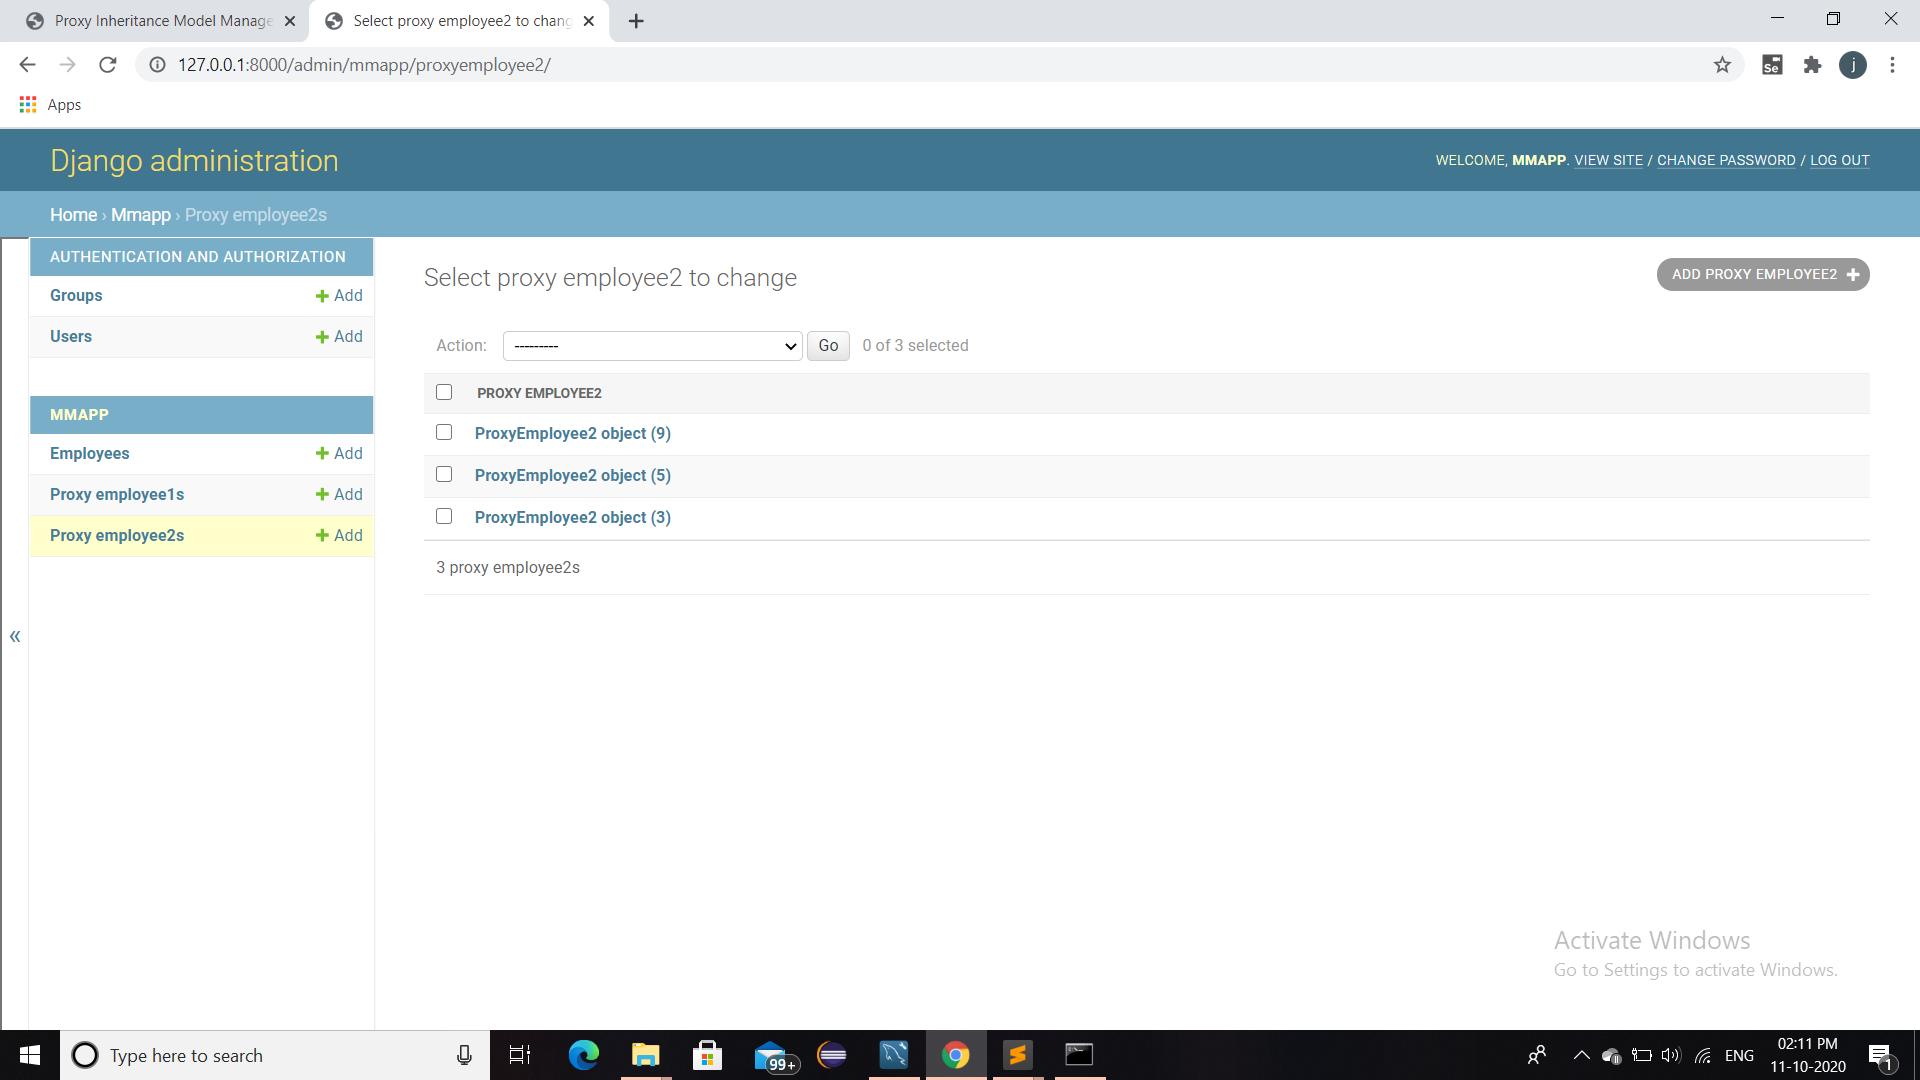 Proxy Inheritance Model Manage
Select proxy employee2 to chang
127.0.0.1:8000/admin/mmapp/proxyemployee2/
Se
j
Apps
Django administration
WELCOME, MMAPP. VIEW SITE / CHANGE PASSWORD / LOG OUT
Home › Mmapp › Proxy employee2s
AUTHENTICATION AND AUTHORIZATION
Groups
Add
Users
Add
MMAPP
Employees
Add
Proxy employee1s
Add
Proxy employee2s
Add
«
Select proxy employee2 to change
ADD PROXY EMPLOYEE2 +
Action:
---------
Go
0 of 3 selected
PROXY EMPLOYEE2
ProxyEmployee2 object (9)
ProxyEmployee2 object (5)
ProxyEmployee2 object (3)
3 proxy employee2s
Activate Windows
Go to Settings to activate Windows.
Type here to search
99+
ENG
02:11 PM
11-10-2020
1